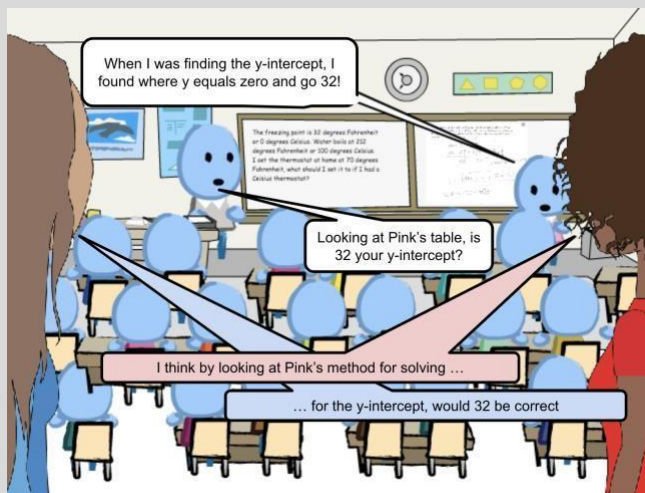 When I was finding the y-intercept, I
found where y equals zero and go 32!
The freezing point is 32 degrees Fahrenheit
or 0 degrees Celsius. Water boils at 212
degrees Fahrenheit or 100 degrees Celsius.
I set the thermostat at home at 70 degrees
Fahrenheit, what should I set it to if I had a
Celsius thermostat?
Looking at Pink's table, is
32 your y-intercept?
I think by looking at Pink's method for solving ...
... for the y-intercept, would 32 be correct